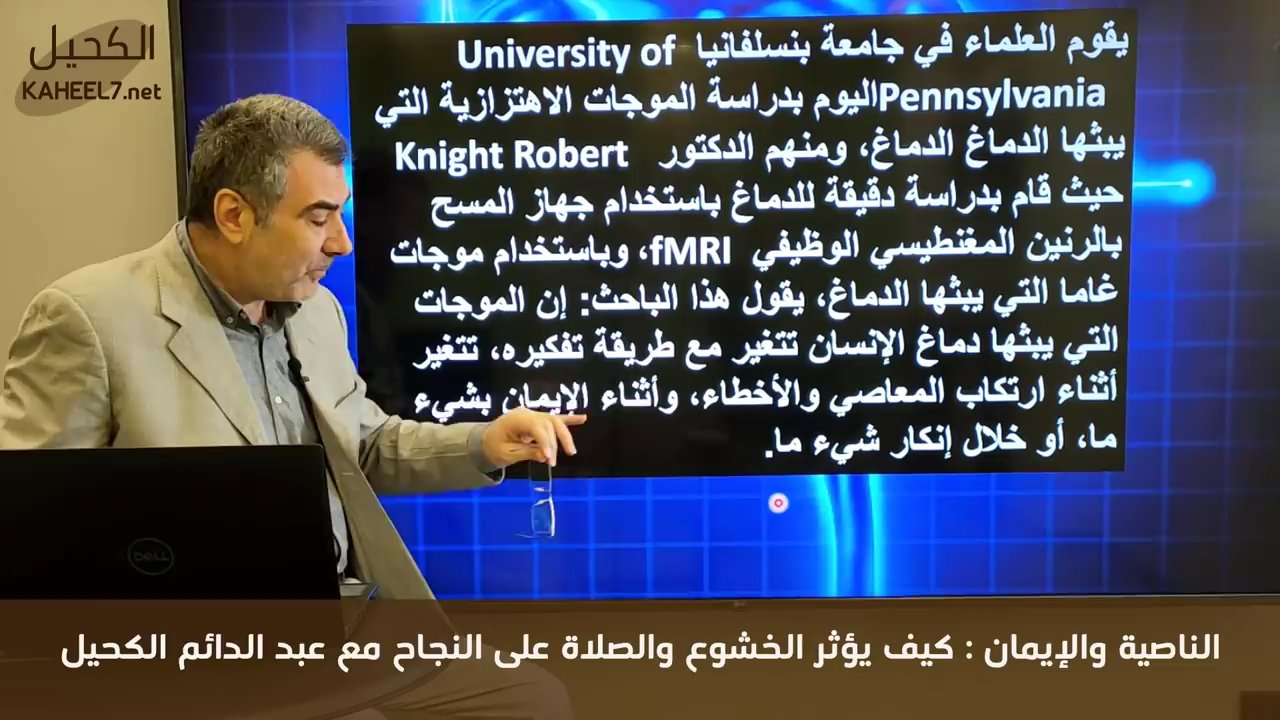 الكحيل
KAHEEL7.net
يقوم العلماء في جامعة بنسلفانيا University of
Pennsylvania اليوم بدراسة الموجات الاهتزازية التي
يبثها الدماغ الدماغ، ومنهم الدكتور Knight Robert
حيث قام بدراسة دقيقة للدماغ باستخدام جهاز المسح
بالرنين المغنطيسي الوظيفي fMRI، وباستخدام موجات
غاما التي يبثها الدماغ، يقول هذا الباحث: إن الموجات
التي يبثها دماغ الإنسان تتغير مع طريقة تفكيره، تتغير
أثناء ارتكاب المعاصي والأخطاء، وأثناء الإيمان بشيء
ما، أو خلال إنكار شيء ما.
DELL
الناصية والإيمان : كيف يؤثر الخشوع والصلاة على النجاح مع عبد الدائم الكحيل